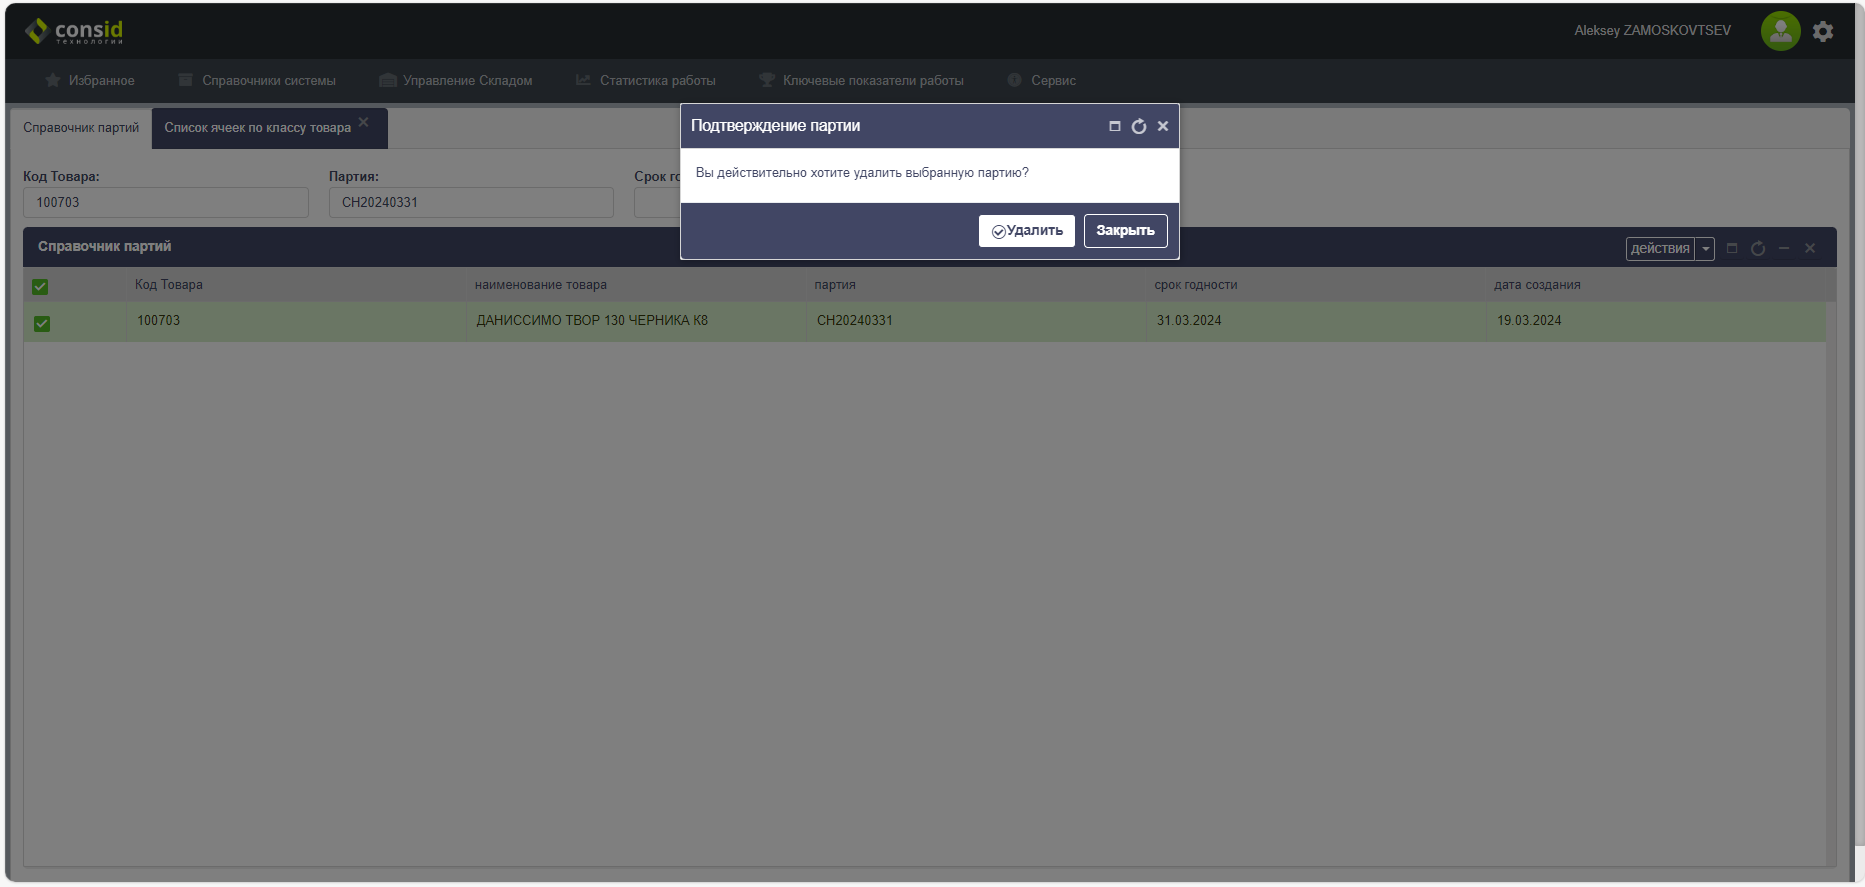 consid
технологии
Aleksey ZAMOSKOVTSEV
Избранное
Справочники системы
Управление Складом
Статистика работы
Ключевые показатели работы
Сервис
Справочник партий
Список ячеек по классу товара
Подтверждение партии
Вы действительно хотите удалить выбранную партию?
Удалить
Закрыть
Код Товара:
Партия:
Срок го
100703
CH20240331
Справочник партий
действия
Код Товара
наименование товара
партия
срок годности
дата создания
100703
ДАНИССИМО ТВОР 130 ЧЕРНИКА К8
CH20240331
31.03.2024
19.03.2024